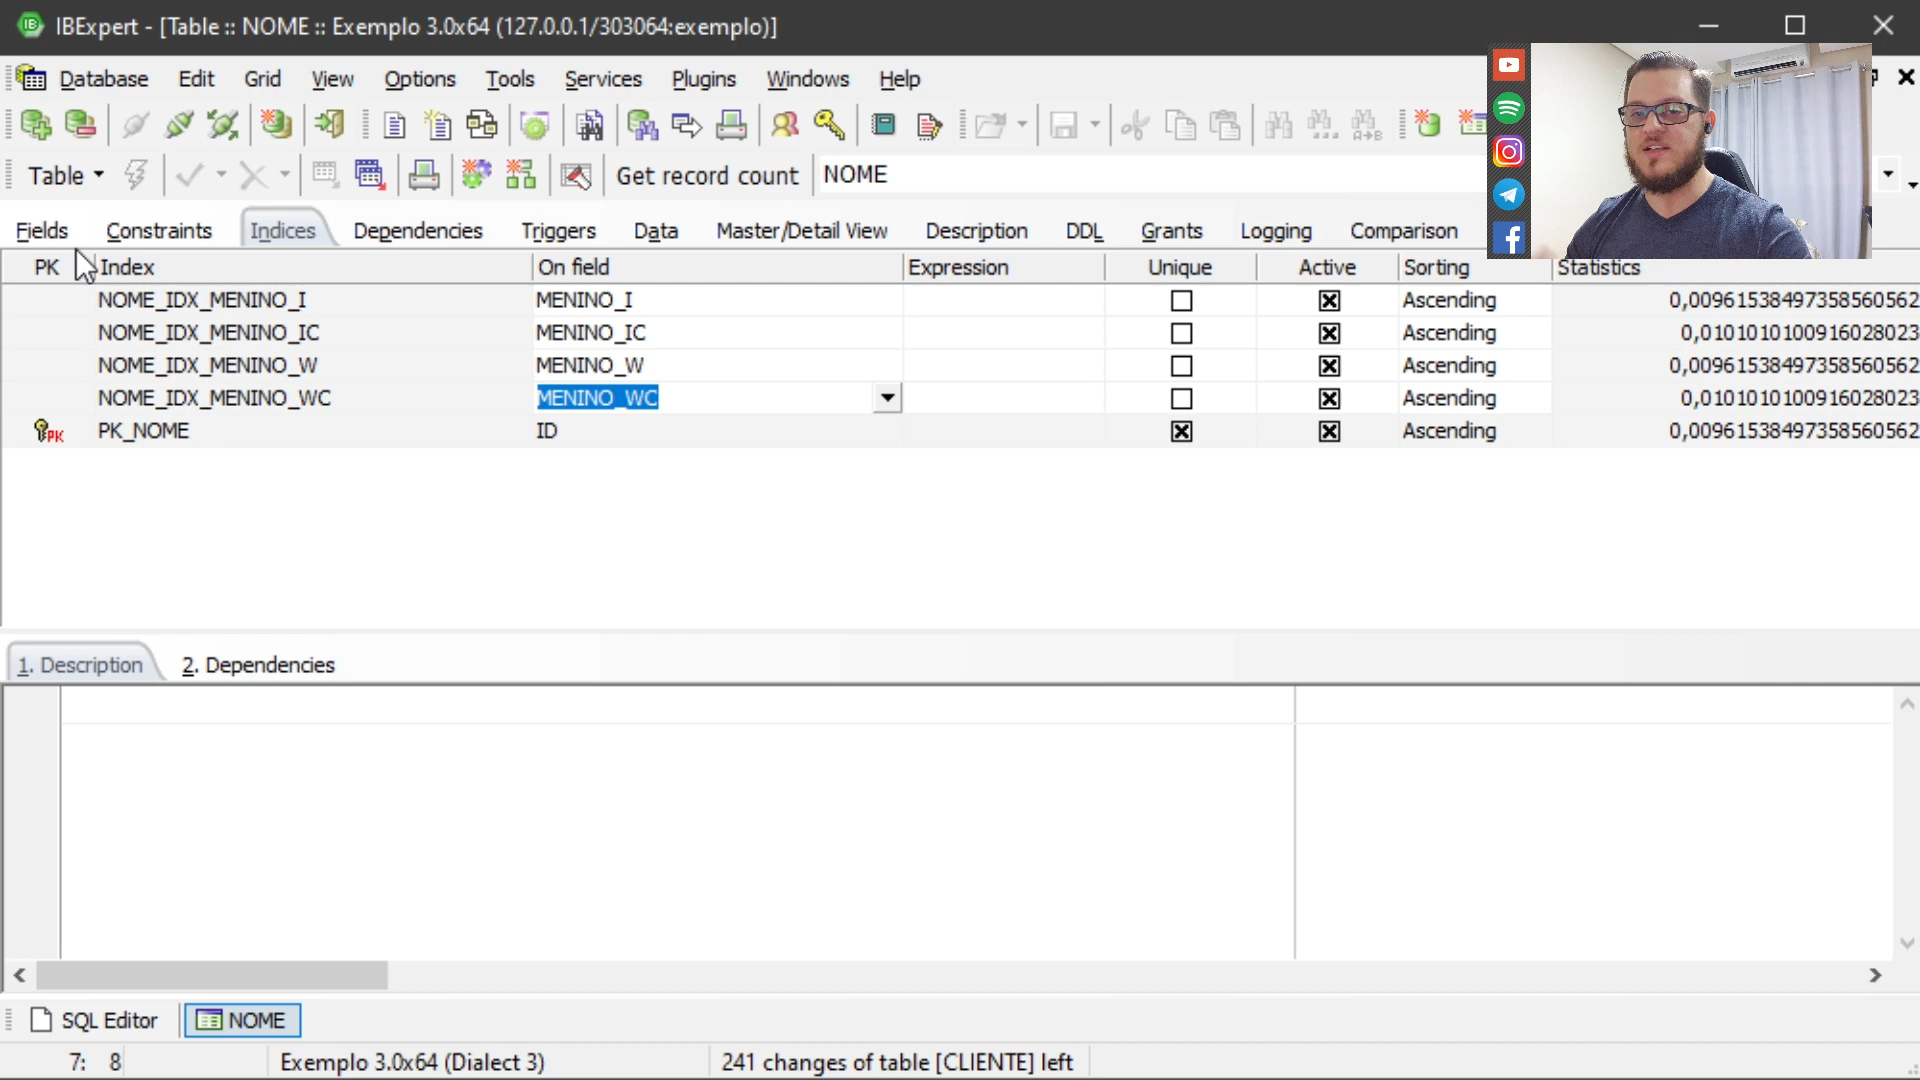 IBExpert - [Table :: NOME :: Exemplo 3.0x64 (127.0.0.1/303064:exemplo)]
Database Edit Grid View Options Tools Services Plugins Windows Help
Table Get record count NOME
Fields Constraints Indices Dependencies Triggers Data Master/Detail View Description DDL Grants Logging Comparison
PK Index On field Expression Unique Active Sorting Statistics
NOME_IDX_MENINO_I MENINO_I Ascending 0,00961538497358560562
NOME_IDX_MENINO_IC MENINO_IC Ascending 0,0101010100916028023
NOME_IDX_MENINO_W MENINO_W Ascending 0,00961538497358560562
NOME_IDX_MENINO_WC MENINO_WC Ascending 0,0101010100916028023
PK PK_NOME ID Ascending 0,00961538497358560562
1. Description 2. Dependencies
SQL Editor NOME
7: 8 Exemplo 3.0x64 (Dialect 3) 241 changes of table [CLIENTE] left